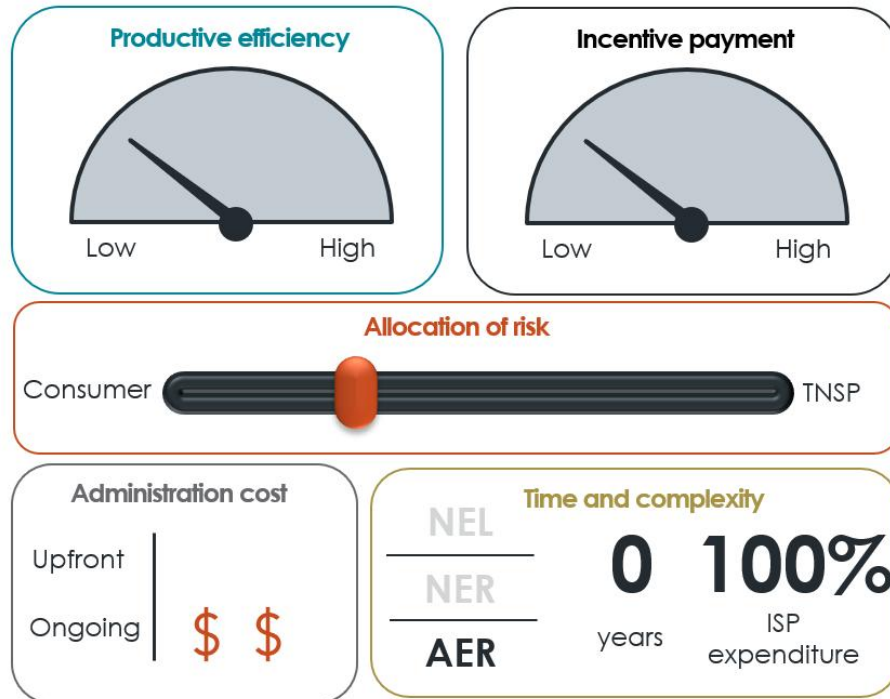 Productive efficiency
Low
High
Incentive payment
Low
High
Allocation of risk
Consumer
TNSP
Administration cost
Upfront
Ongoing
$ $
Time and complexity
NEL
NER
AER
0
years
100%
ISP
expenditure